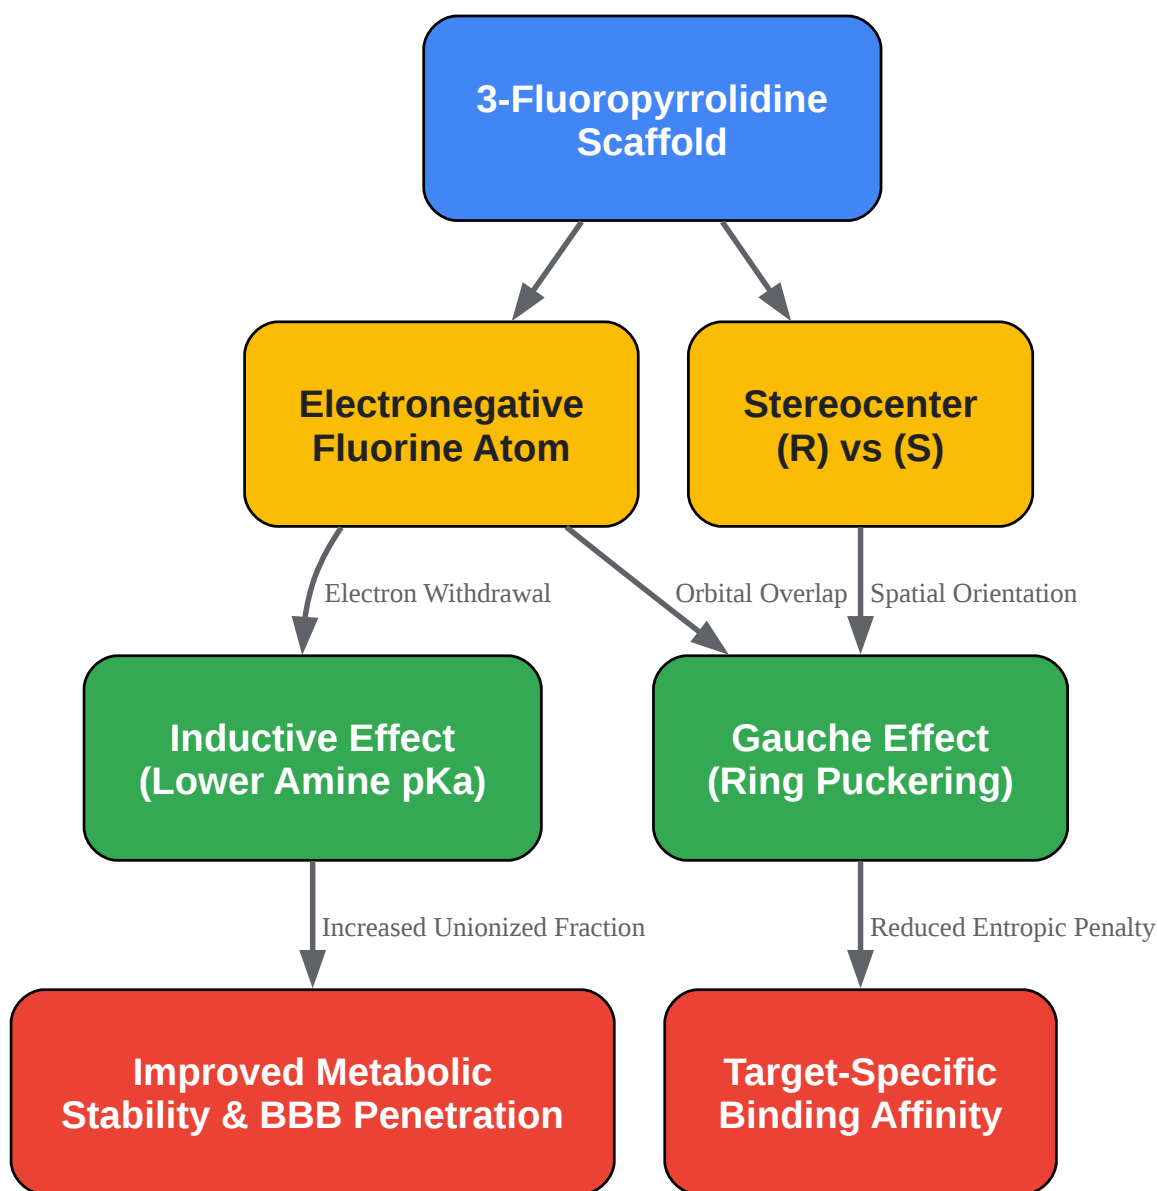 3-Fluoropyrrolidine
Scaffold
Electronegative
Fluorine Atom
Stereocenter
(R) vs (S)
Electron Withdrawal
Orbital Overlap
Spatial Orientation
Inductive Effect
(Lower Amine pKa)
Gauche Effect
(Ring Puckering)
Increased Unionized Fraction
Reduced Entropic Penalty
Improved Metabolic
Stability & BBB Penetration
Target-Specific
Binding Affinity